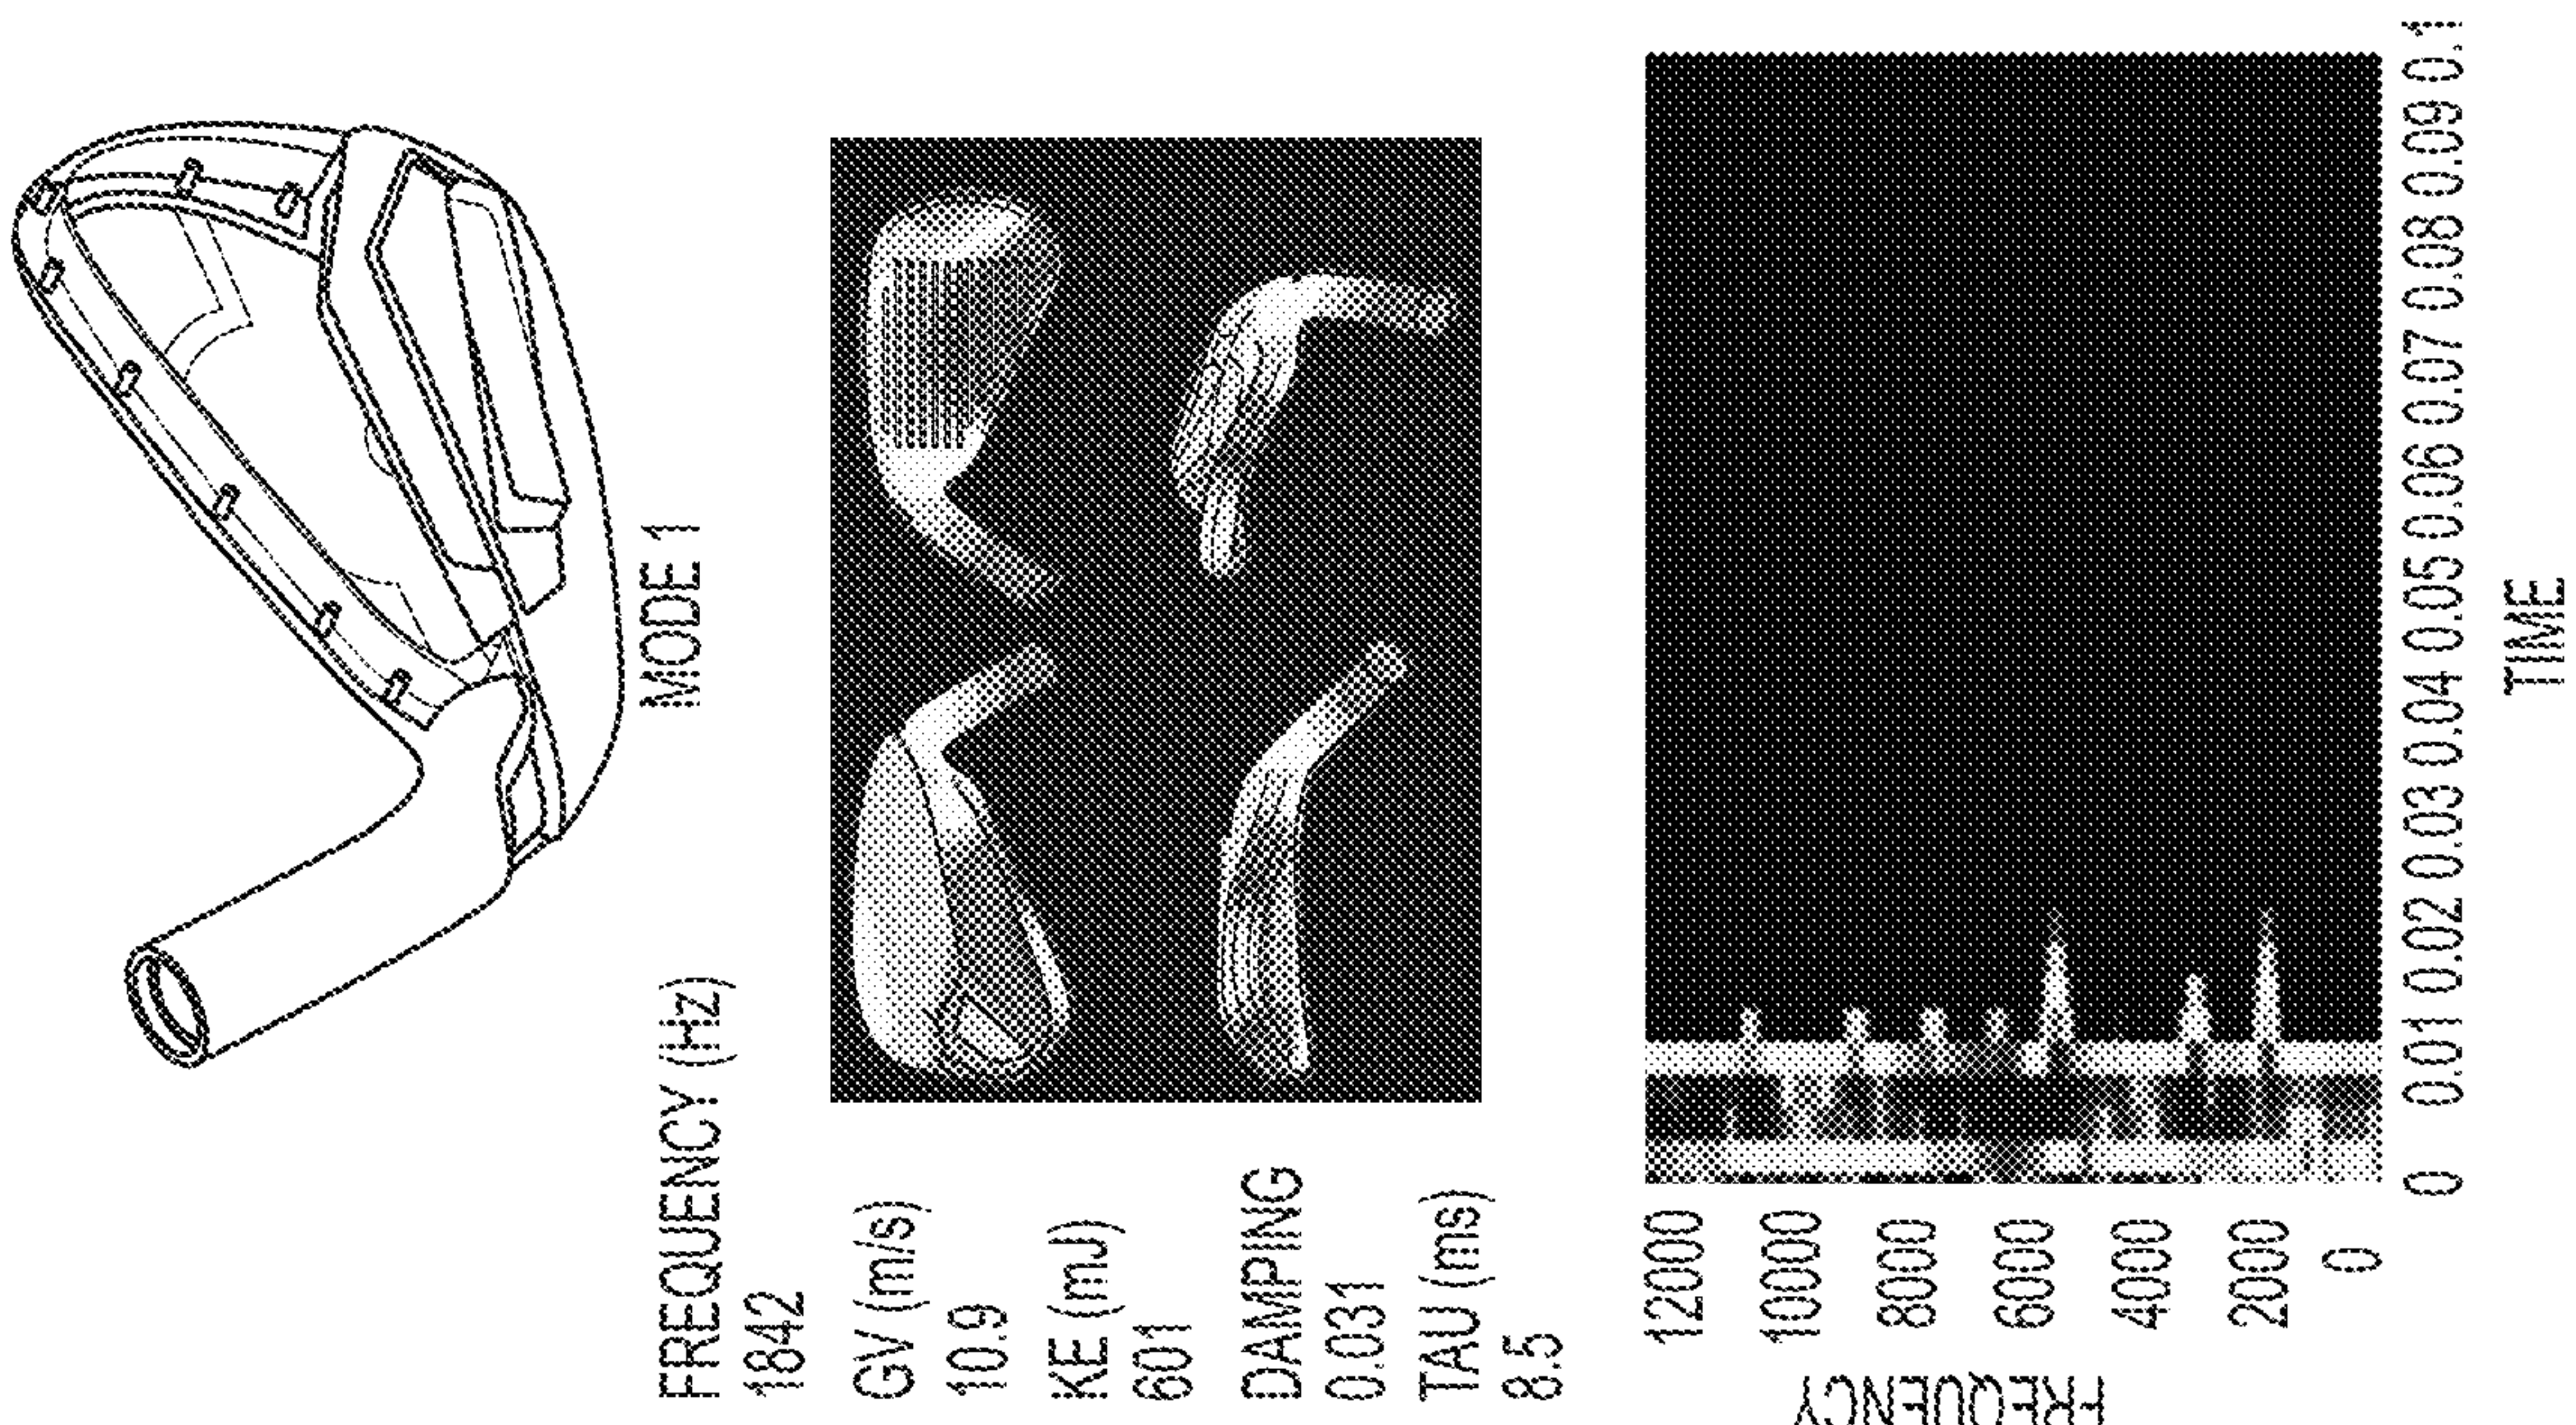 MODE 1
FREQUENCY (Hz)
1842
GV (m/s)
10.9
KE (mJ)
601
DAMPING
0.031
TAU (ms)
8.5
FREQUENCY
12000
10000
8000
6000
4000
2000
0
0 0.01 0.02 0.03 0.04 0.05 0.06 0.07 0.08 0.09 0.1
TIME